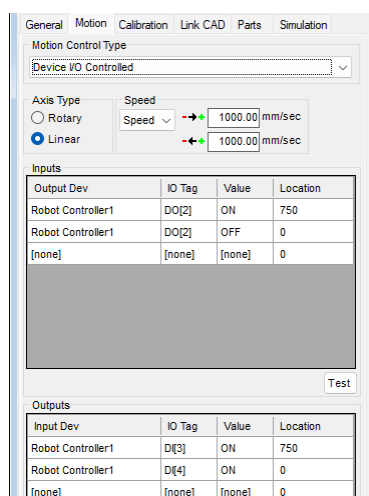 General Motion Calibration Link CAD Parts Simulation
Motion Control Type
Device I/O Controlled
Axis Type Speed
Rotary Speed 1000.00 mm/sec
Linear 1000.00 mm/sec
Inputs
Output Dev IO Tag Value Location
Robot Controller1 DO[2] ON 750
Robot Controller1 DO[2] OFF 0
[none] [none] [none] 0
Test
Outputs
Input Dev IO Tag Value Location
Robot Controller1 DI[3] ON 750
Robot Controller1 DI[4] ON 0
[none] [none] [none] 0